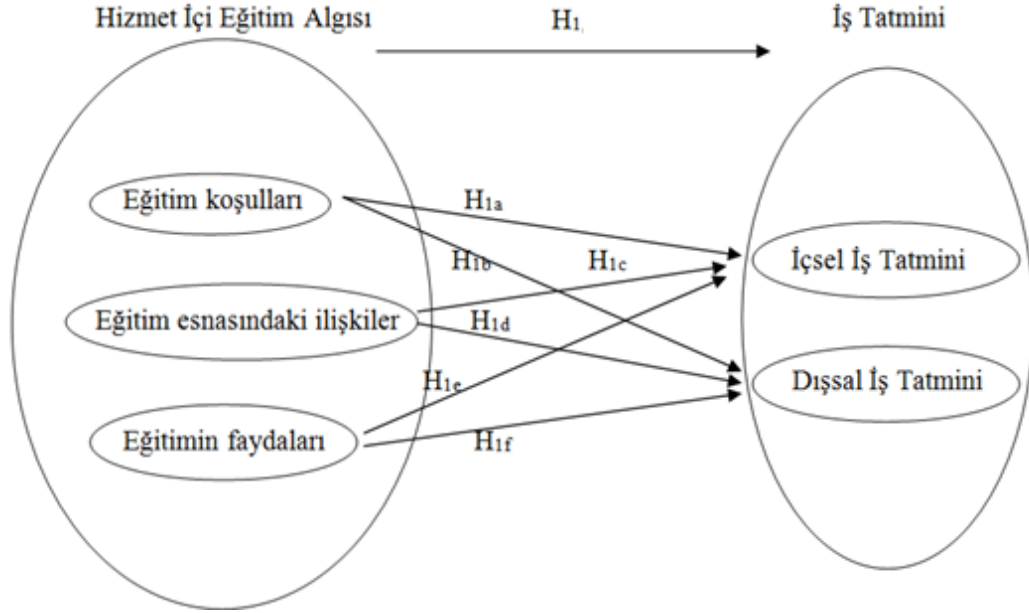 Hizmet İçi Eğitim Algısı
H1.
İş Tatmini
Eğitim koşulları
H1a
H1b
H1c
İçsel İş Tatmini
Eğitim esnasındaki ilişkiler
H1d
H1e
Dışsal İş Tatmini
Eğitimin faydaları
H1f